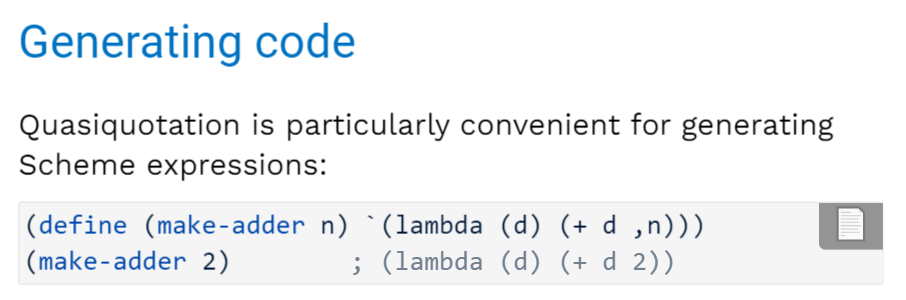 Generating code
Quasiquotation is particularly convenient for generating
Scheme expressions:
(define (make-adder n) `(lambda (d) (+ d ,n)))
(make-adder 2)         ; (lambda (d) (+ d 2))